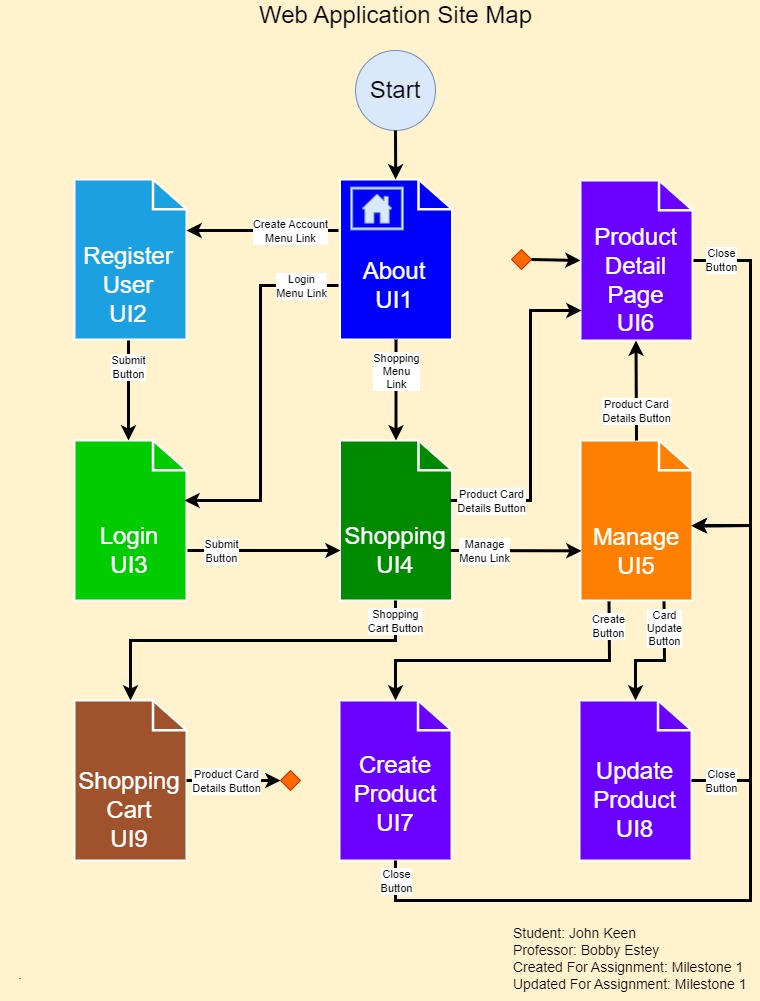 Web Application Site Map
Start
Register
User
UI2
Create Account
Menu Link
Login
Menu Link
About
UI1
Product
Detail
Page
UI6
Close
Button
Submit
Button
Shopping
Menu
Link
Product Card
Details Button
Login
UI3
Submit
Button
Shopping
UI4
Product Card
Details Button
Manage
Menu Link
Manage
UI5
Shopping
Cart Button
Create
Button
Card
Update
Button
Shopping
Cart
UI9
Product Card
Details Button
Create
Product
UI7
Update
Product
UI8
Close
Button
Close
Button
Student: John Keen
Professor: Bobby Estey
Created For Assignment: Milestone 1
Updated For Assignment: Milestone 1
.